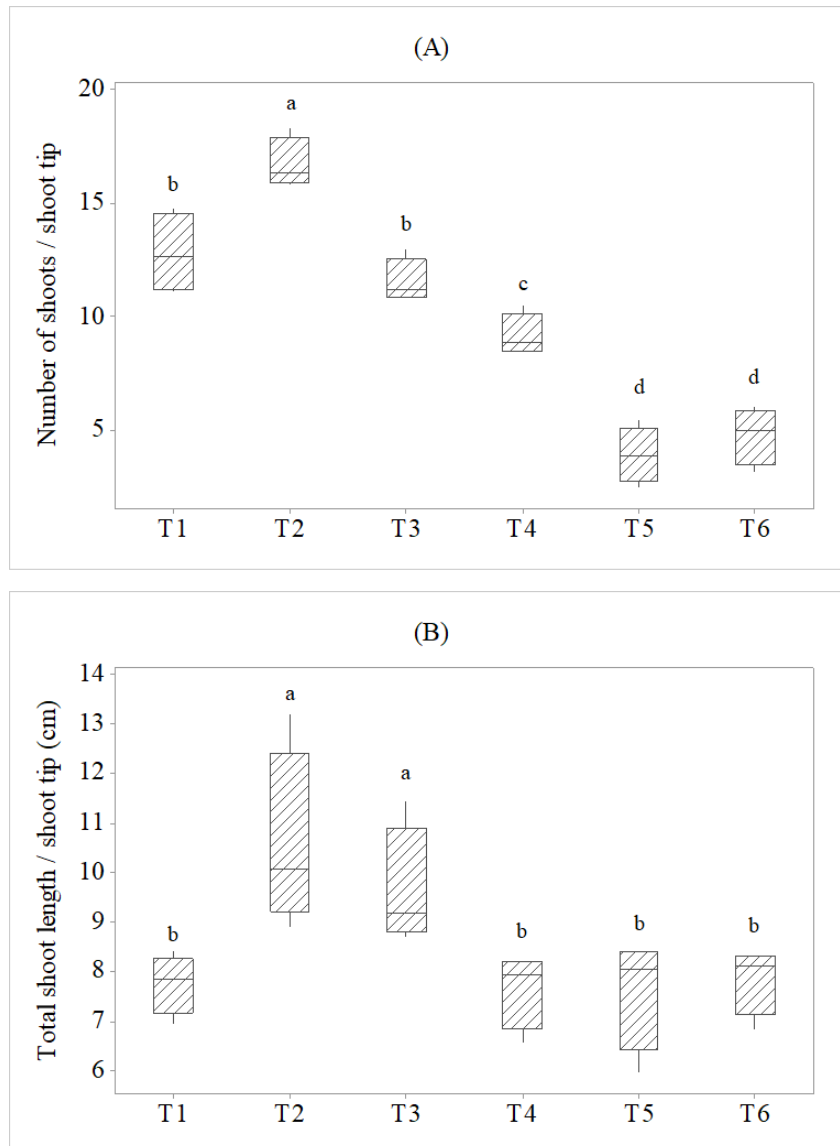 (A)
Number of shoots / shoot tip
20
15
10
5
b
a
b
c
d
d
T1 T2 T3 T4 T5 T6
(B)
Total shoot length / shoot tip (cm)
14
13
12
11
10
9
8
7
6
b
a
a
b
b
b
T1 T2 T3 T4 T5 T6